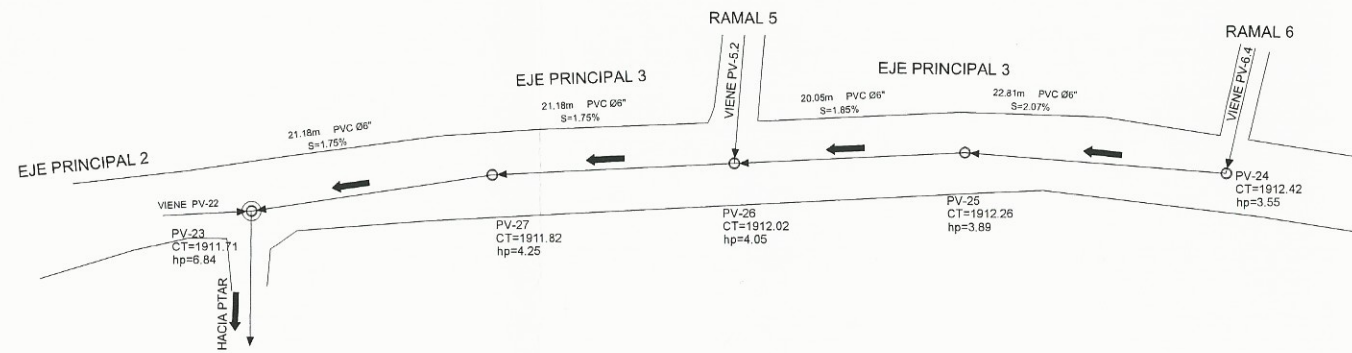 RAMAL 5
RAMAL 6
EJE PRINCIPAL 3
EJE PRINCIPAL 3
VIENE PV-5.2
VIENE PV-6.4
21.18m PVC Ø6"
S=1.75%
20.05m PVC Ø6"
S=1.85%
22.81m PVC Ø6"
S=2.07%
21.18m PVC Ø6"
S=1.75%
EJE PRINCIPAL 2
VIENE PV-22
PV-23
CT=1911.71
hp=6.84
PV-27
CT=1911.82
hp=4.25
PV-26
CT=1912.02
hp=4.05
PV-25
CT=1912.26
hp=3.89
PV-24
CT=1912.42
hp=3.55
HACIA PTAR